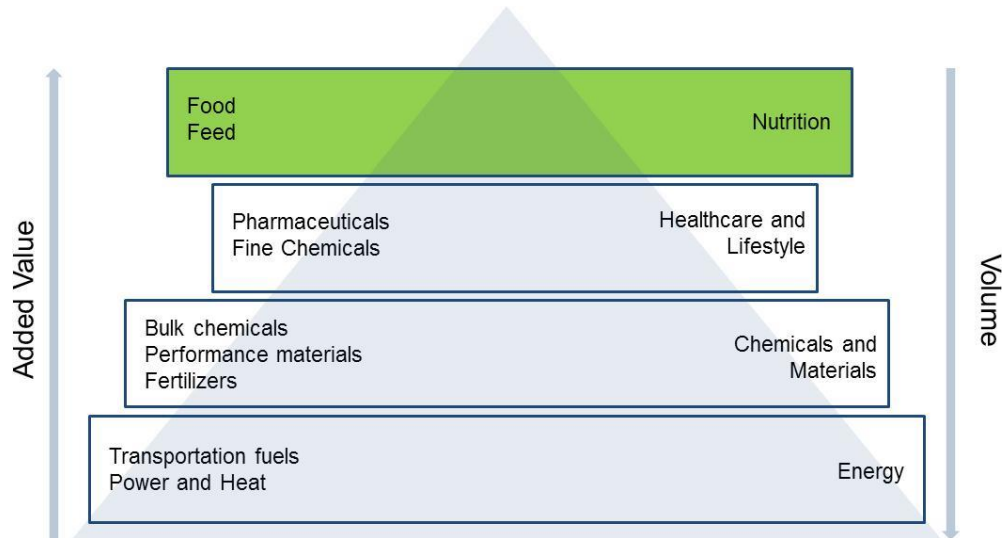 Food
Feed
Nutrition
Pharmaceuticals
Fine Chemicals
Healthcare and
Lifestyle
Bulk chemicals
Performance materials
Fertilizers
Chemicals and
Materials
Transportation fuels
Power and Heat
Energy
Added Value
Volume